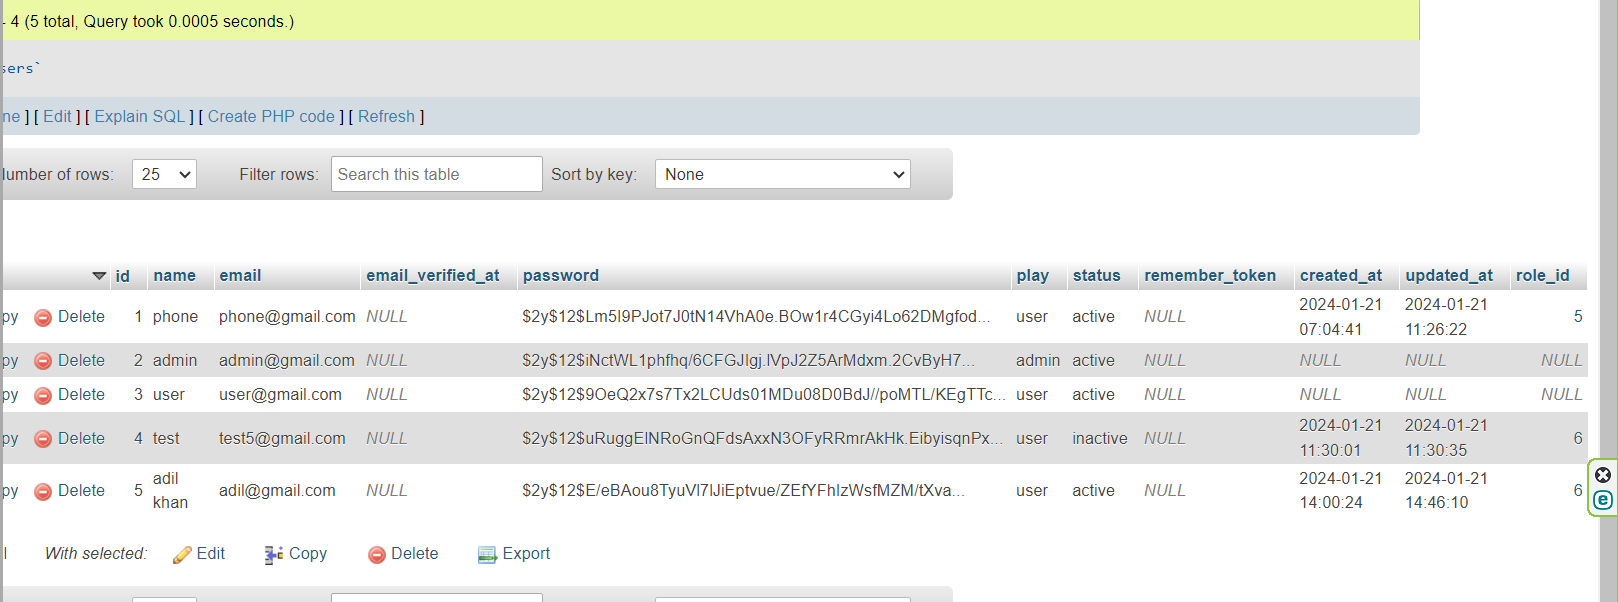 - 4 (5 total, Query took 0.0005 seconds.)
sers`
ne ] [ Edit ] [ Explain SQL ] [ Create PHP code ] [ Refresh ]
umber of rows: 25 Filter rows: Search this table Sort by key: None
id name email email_verified_at password play status remember_token created_at updated_at role_id
py Delete 1 phone phone@gmail.com NULL $2y$12$Lm5I9PJot7J0tN14VhA0e.BOw1r4CGyi4Lo62DMgfod... user active NULL 2024-01-21 07:04:41 2024-01-21 11:26:22 5
py Delete 2 admin admin@gmail.com NULL $2y$12$iNctWL1phfhq/6CFGJIgj.lVpJ2Z5ArMdxm.2CvByH7... admin active NULL NULL NULL NULL
py Delete 3 user user@gmail.com NULL $2y$12$9OeQ2x7s7Tx2LCUds01MDu08D0BdJ//poMTL/KEgTTc... user active NULL NULL NULL NULL
py Delete 4 test test5@gmail.com NULL $2y$12$uRuggElNRoGnQFdsAxxN3OFyRRmrAkHk.EibyisqnPx... user inactive NULL 2024-01-21 11:30:01 2024-01-21 11:30:35 6
py Delete 5 adil khan adil@gmail.com NULL $2y$12$E/eBAou8TyuVl7lJiEptvue/ZEfYFhIzWsfMZM/tXva... user active NULL 2024-01-21 14:00:24 2024-01-21 14:46:10 6
l With selected: Edit Copy Delete Export